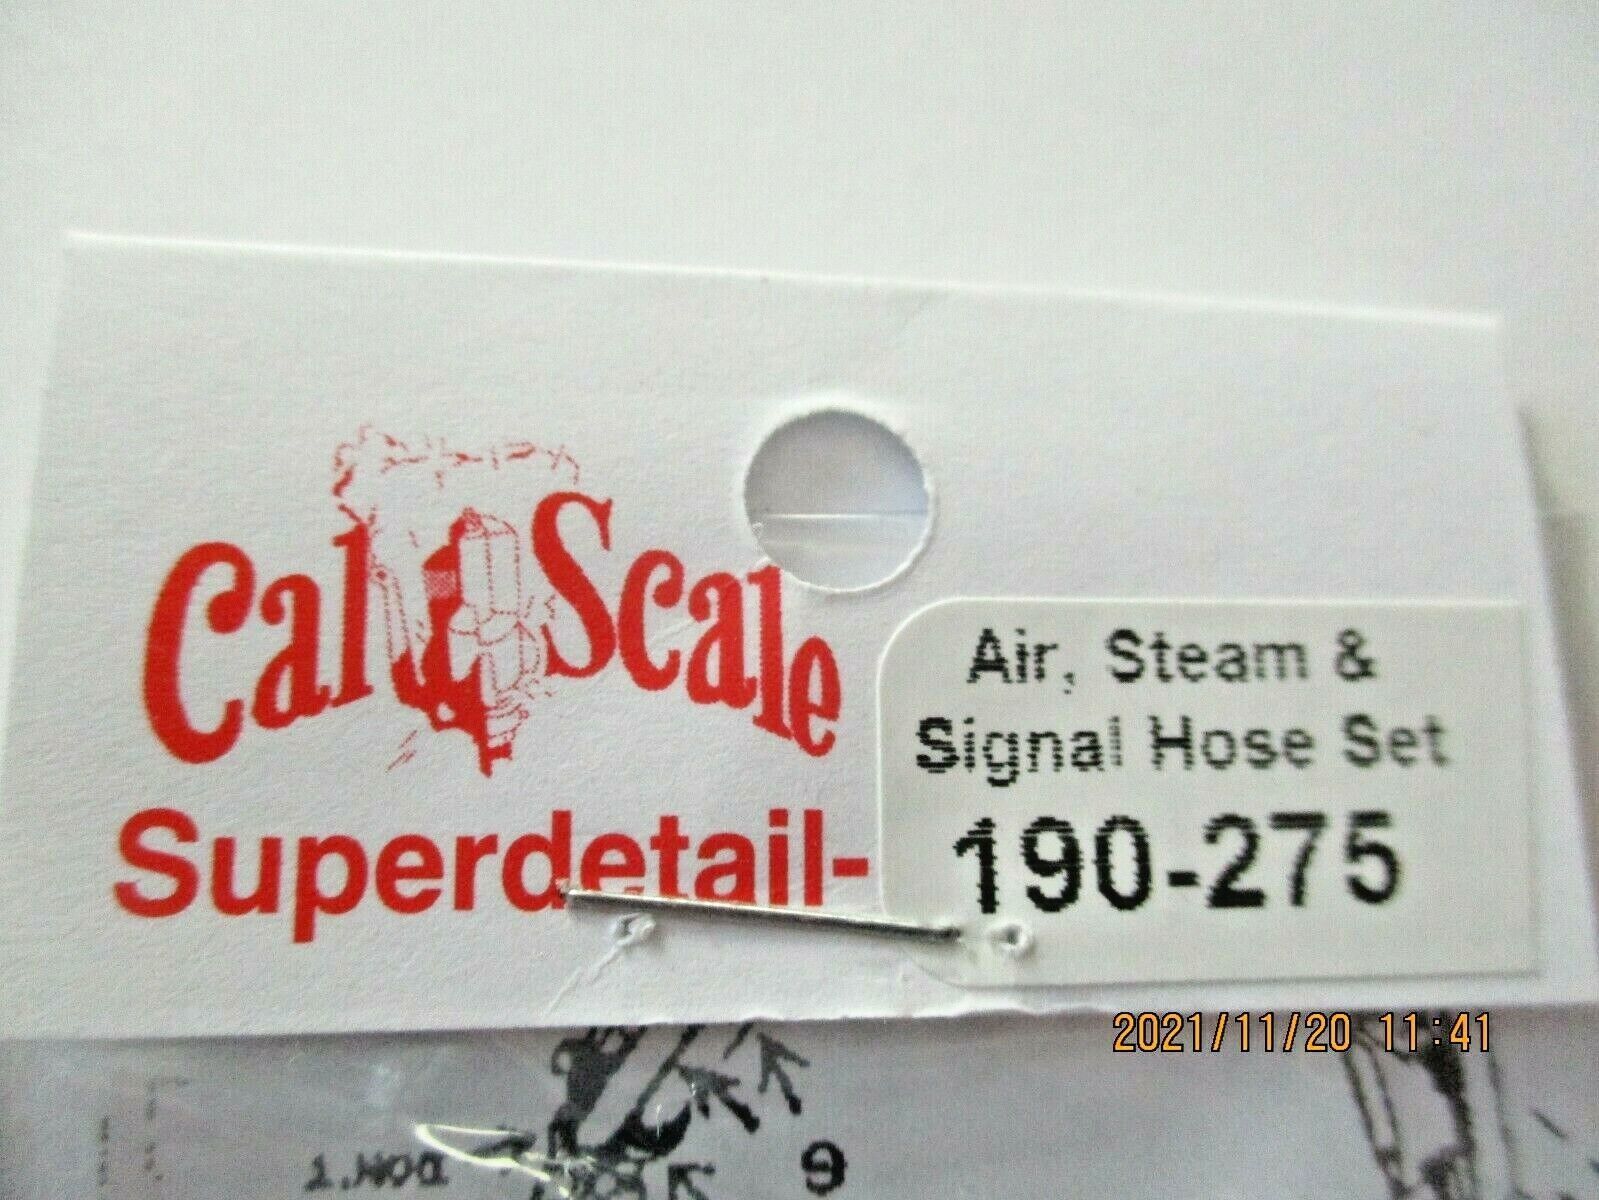 Cal Scale
Superdetail-
Air, Steam &
Signal Hose Set
190-275
2021/11/20 11:41